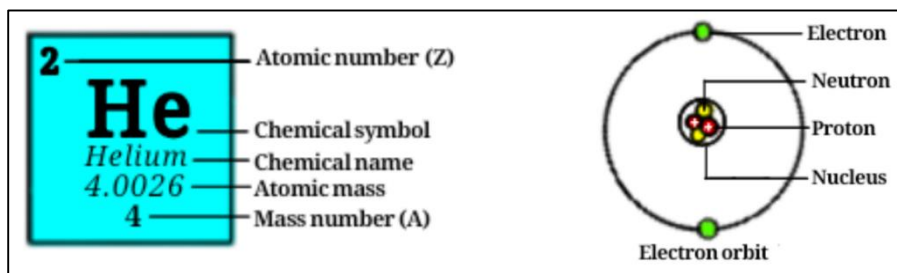 2
Atomic number (Z)
He
Chemical symbol
Helium
Chemical name
4.0026
Atomic mass
4
Mass number (A)
Electron
Neutron
+ +
Proton
Nucleus
Electron orbit